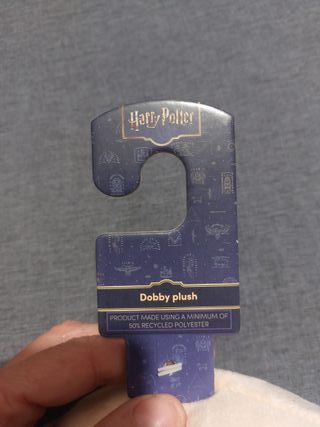 Harry Potter
Dobby plush
PRODUCT MADE USING A MINIMUM OF
50% RECYCLED POLYESTER